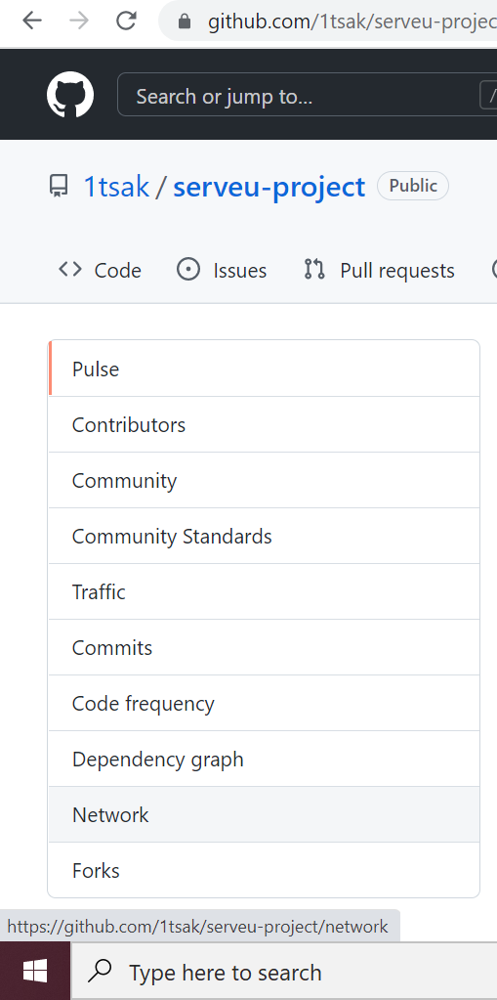 github.com/1tsak/serveu-projec
Search or jump to...
/
1tsak / serveu-project Public
Code Issues Pull requests
Pulse
Contributors
Community
Community Standards
Traffic
Commits
Code frequency
Dependency graph
Network
Forks
https://github.com/1tsak/serveu-project/network
Type here to search